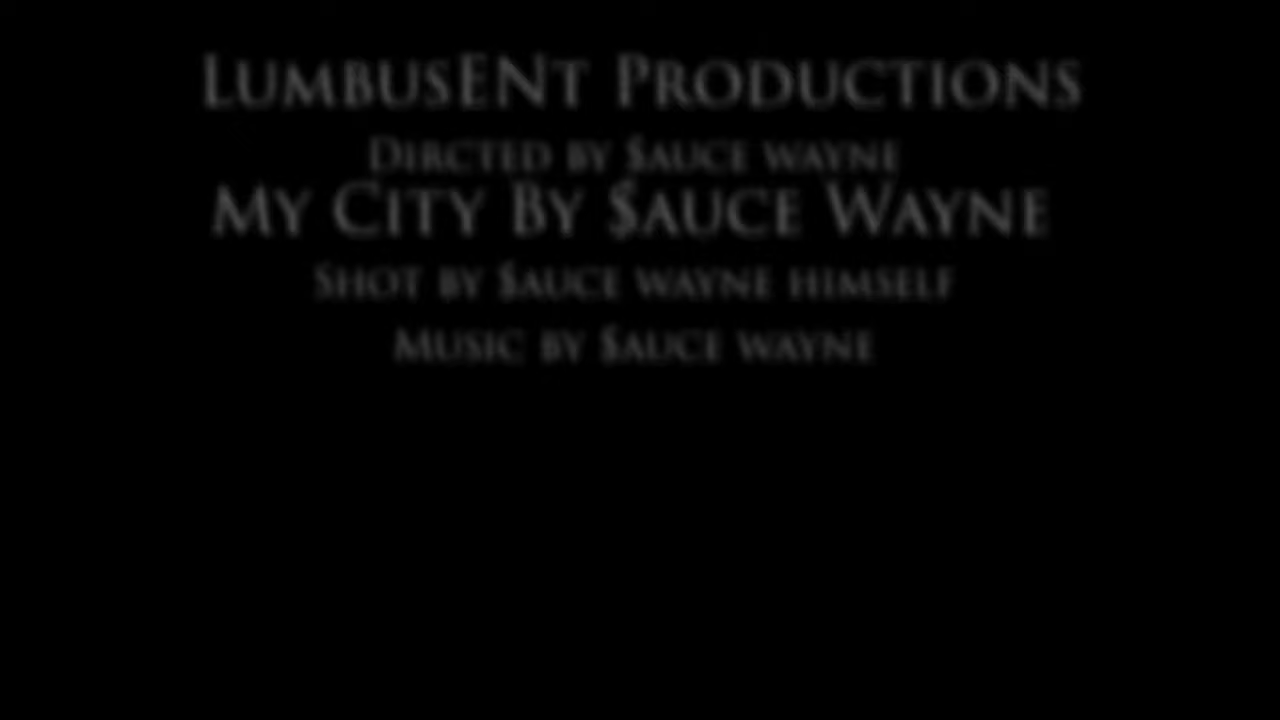 LumbusENt Productions
Dircted by $auce wayne
My City By $auce Wayne
Shot by $auce wayne himself
Music by $auce wayne